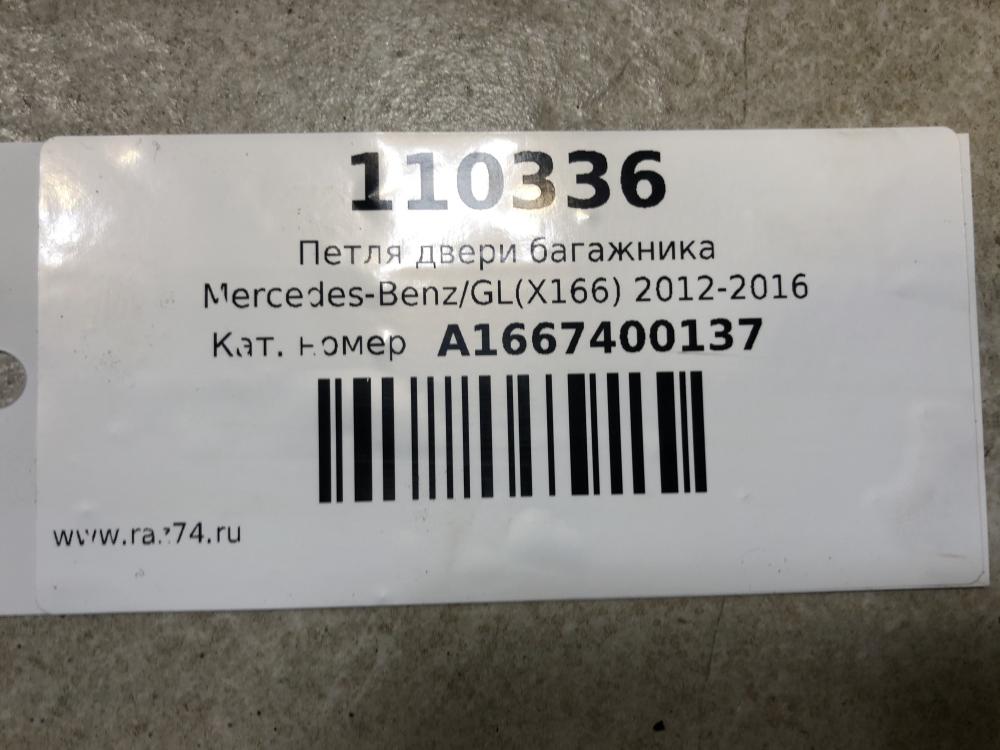 110336
Петля двери багажника
Mercedes-Benz/GL(X166) 2012-2016
Кат. номер A1667400137